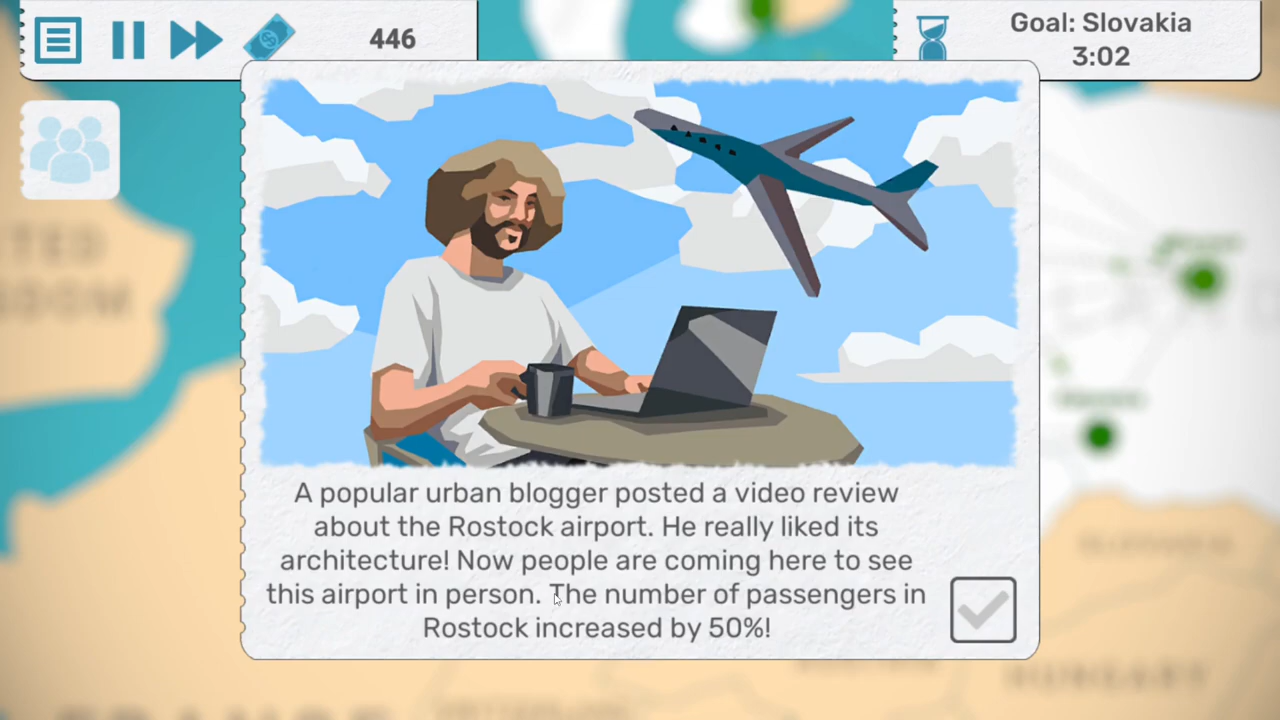 446
Goal: Slovakia
3:02
A popular urban blogger posted a video review
about the Rostock airport. He really liked its
architecture! Now people are coming here to see
this airport in person. The number of passengers in
Rostock increased by 50%!
SLOVAKIA
HUNGARY